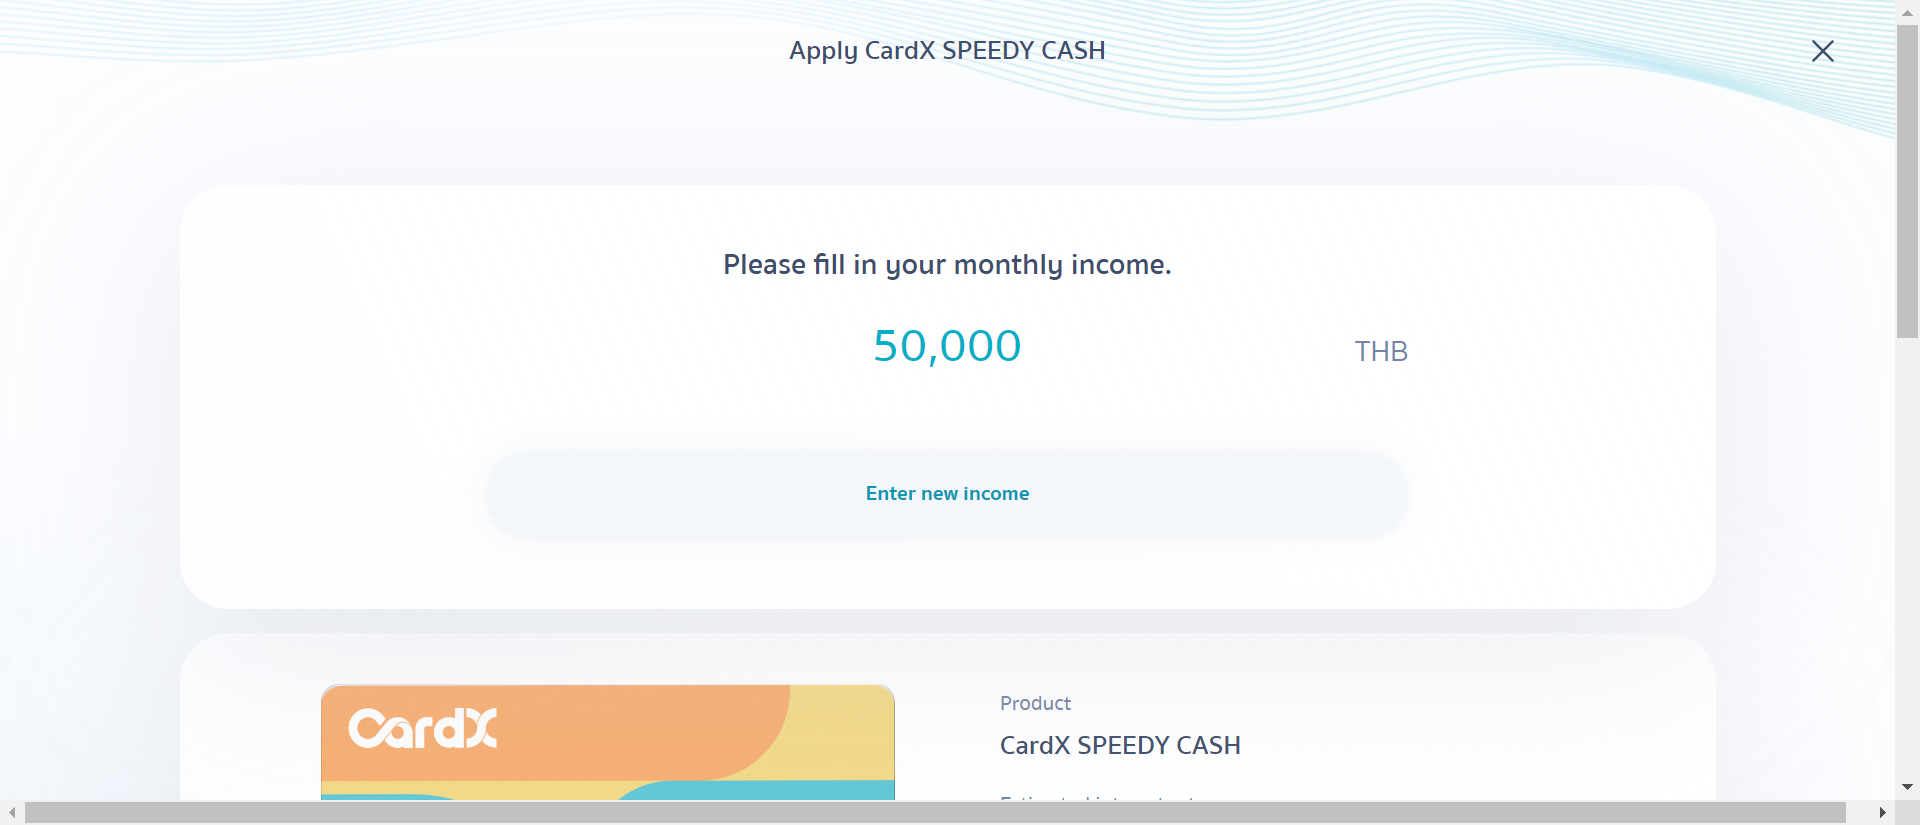 Apply CardX SPEEDY CASH
Please fill in your monthly income.
50,000
THB
Enter new income
CardX
Product
CardX SPEEDY CASH